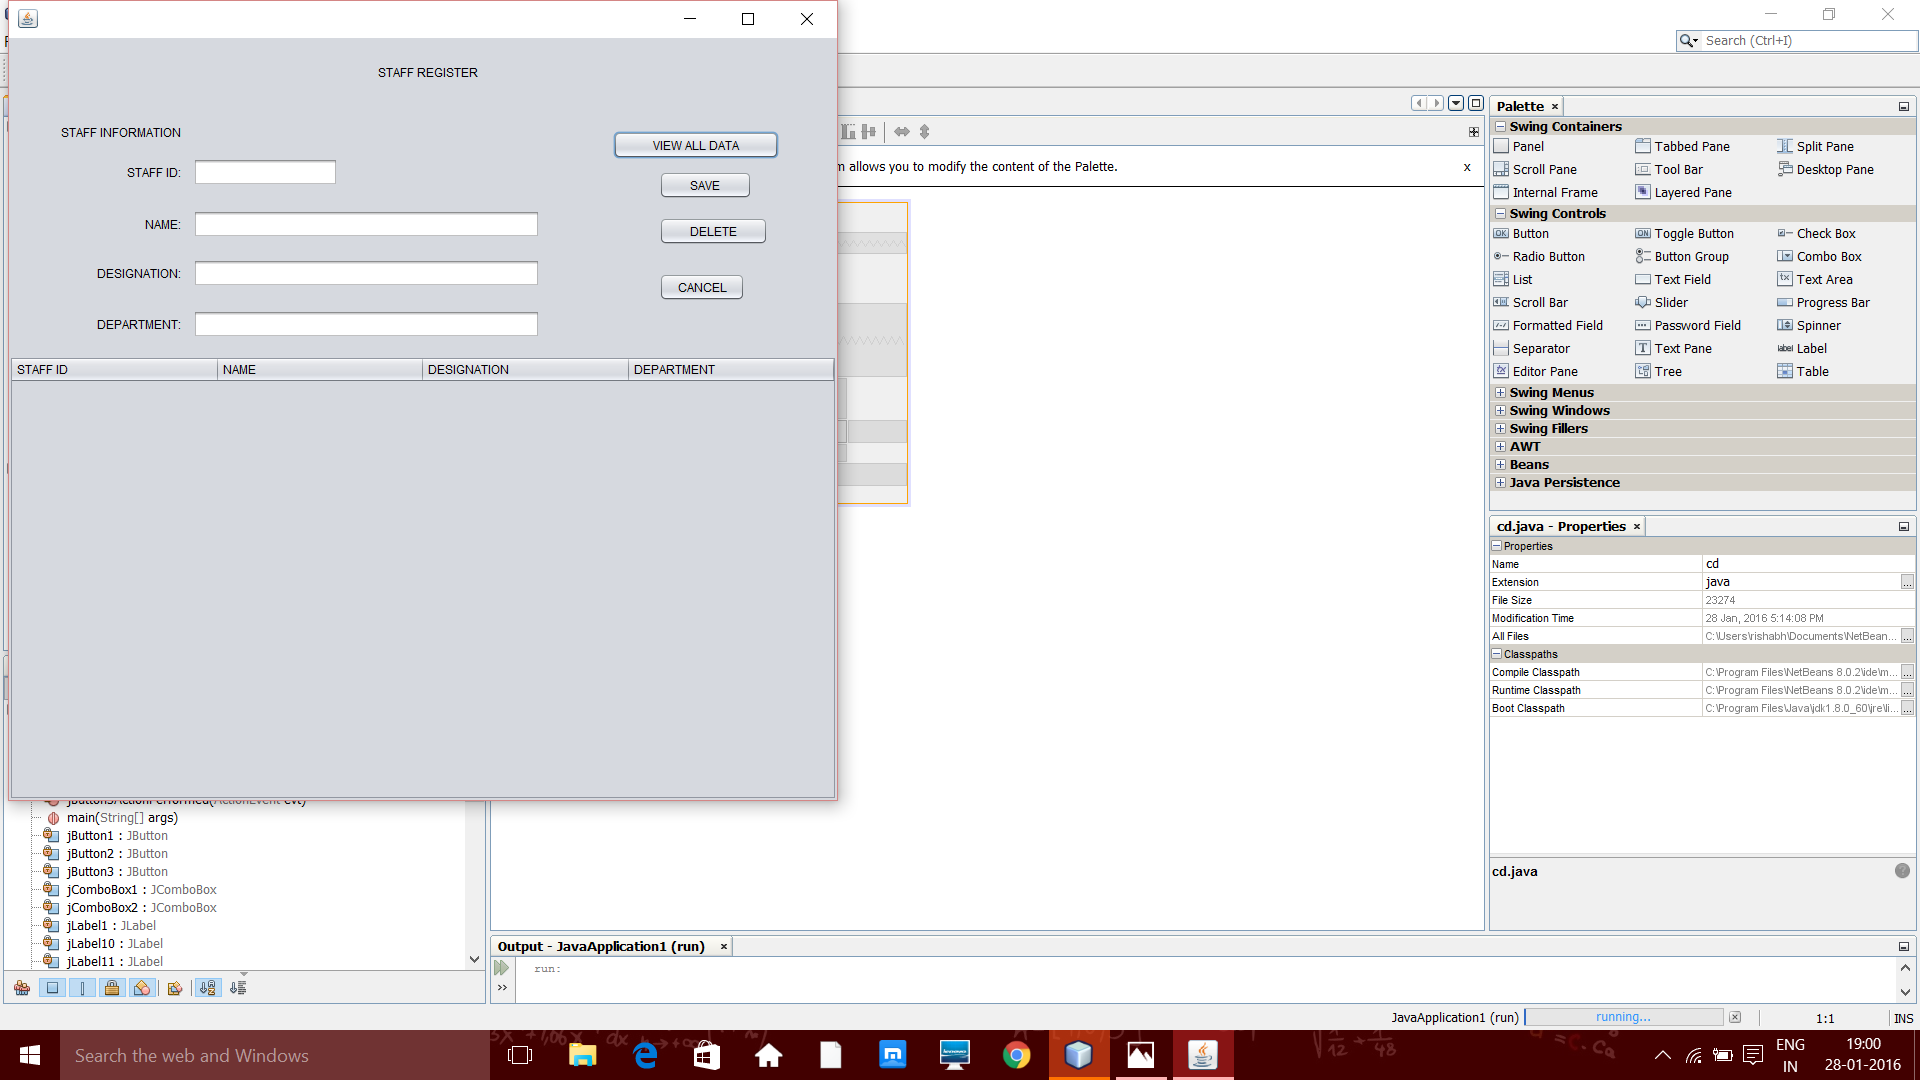 Search (Ctrl+I)
STAFF REGISTER
STAFF INFORMATION
VIEW ALL DATA
STAFF ID:
SAVE
NAME:
DELETE
DESIGNATION:
CANCEL
DEPARTMENT:
STAFF ID NAME DESIGNATION DEPARTMENT
m allows you to modify the content of the Palette. x
Palette ×
Swing Containers
Panel Tabbed Pane Split Pane
Scroll Pane Tool Bar Desktop Pane
Internal Frame Layered Pane
Swing Controls
Button Toggle Button Check Box
Radio Button Button Group Combo Box
List Text Field Text Area
Scroll Bar Slider Progress Bar
Formatted Field Password Field Spinner
Separator Text Pane Label
Editor Pane Tree Table
Swing Menus
Swing Windows
Swing Fillers
AWT
Beans
Java Persistence
cd.java - Properties ×
Properties
Name cd
Extension java ...
File Size 23274
Modification Time 28 Jan, 2016 5:14:08 PM
All Files C:\Users\rishabh\Documents\NetBean... ...
Classpaths
Compile Classpath C:\Program Files\NetBeans 8.0.2\ide\m... ...
Runtime Classpath C:\Program Files\NetBeans 8.0.2\ide\m... ...
Boot Classpath C:\Program Files\Java\jdk1.8.0_60\jre\li... ...
cd.java
jButton3ActionPerformed(ActionEvent evt)
main(String[] args)
jButton1 : JButton
jButton2 : JButton
jButton3 : JButton
jComboBox1 : JComboBox
jComboBox2 : JComboBox
jLabel1 : JLabel
jLabel10 : JLabel
jLabel11 : JLabel
Output - JavaApplication1 (run) ×
run:
JavaApplication1 (run) running... 1:1 INS
Search the web and Windows
ENG
IN
19:00
28-01-2016